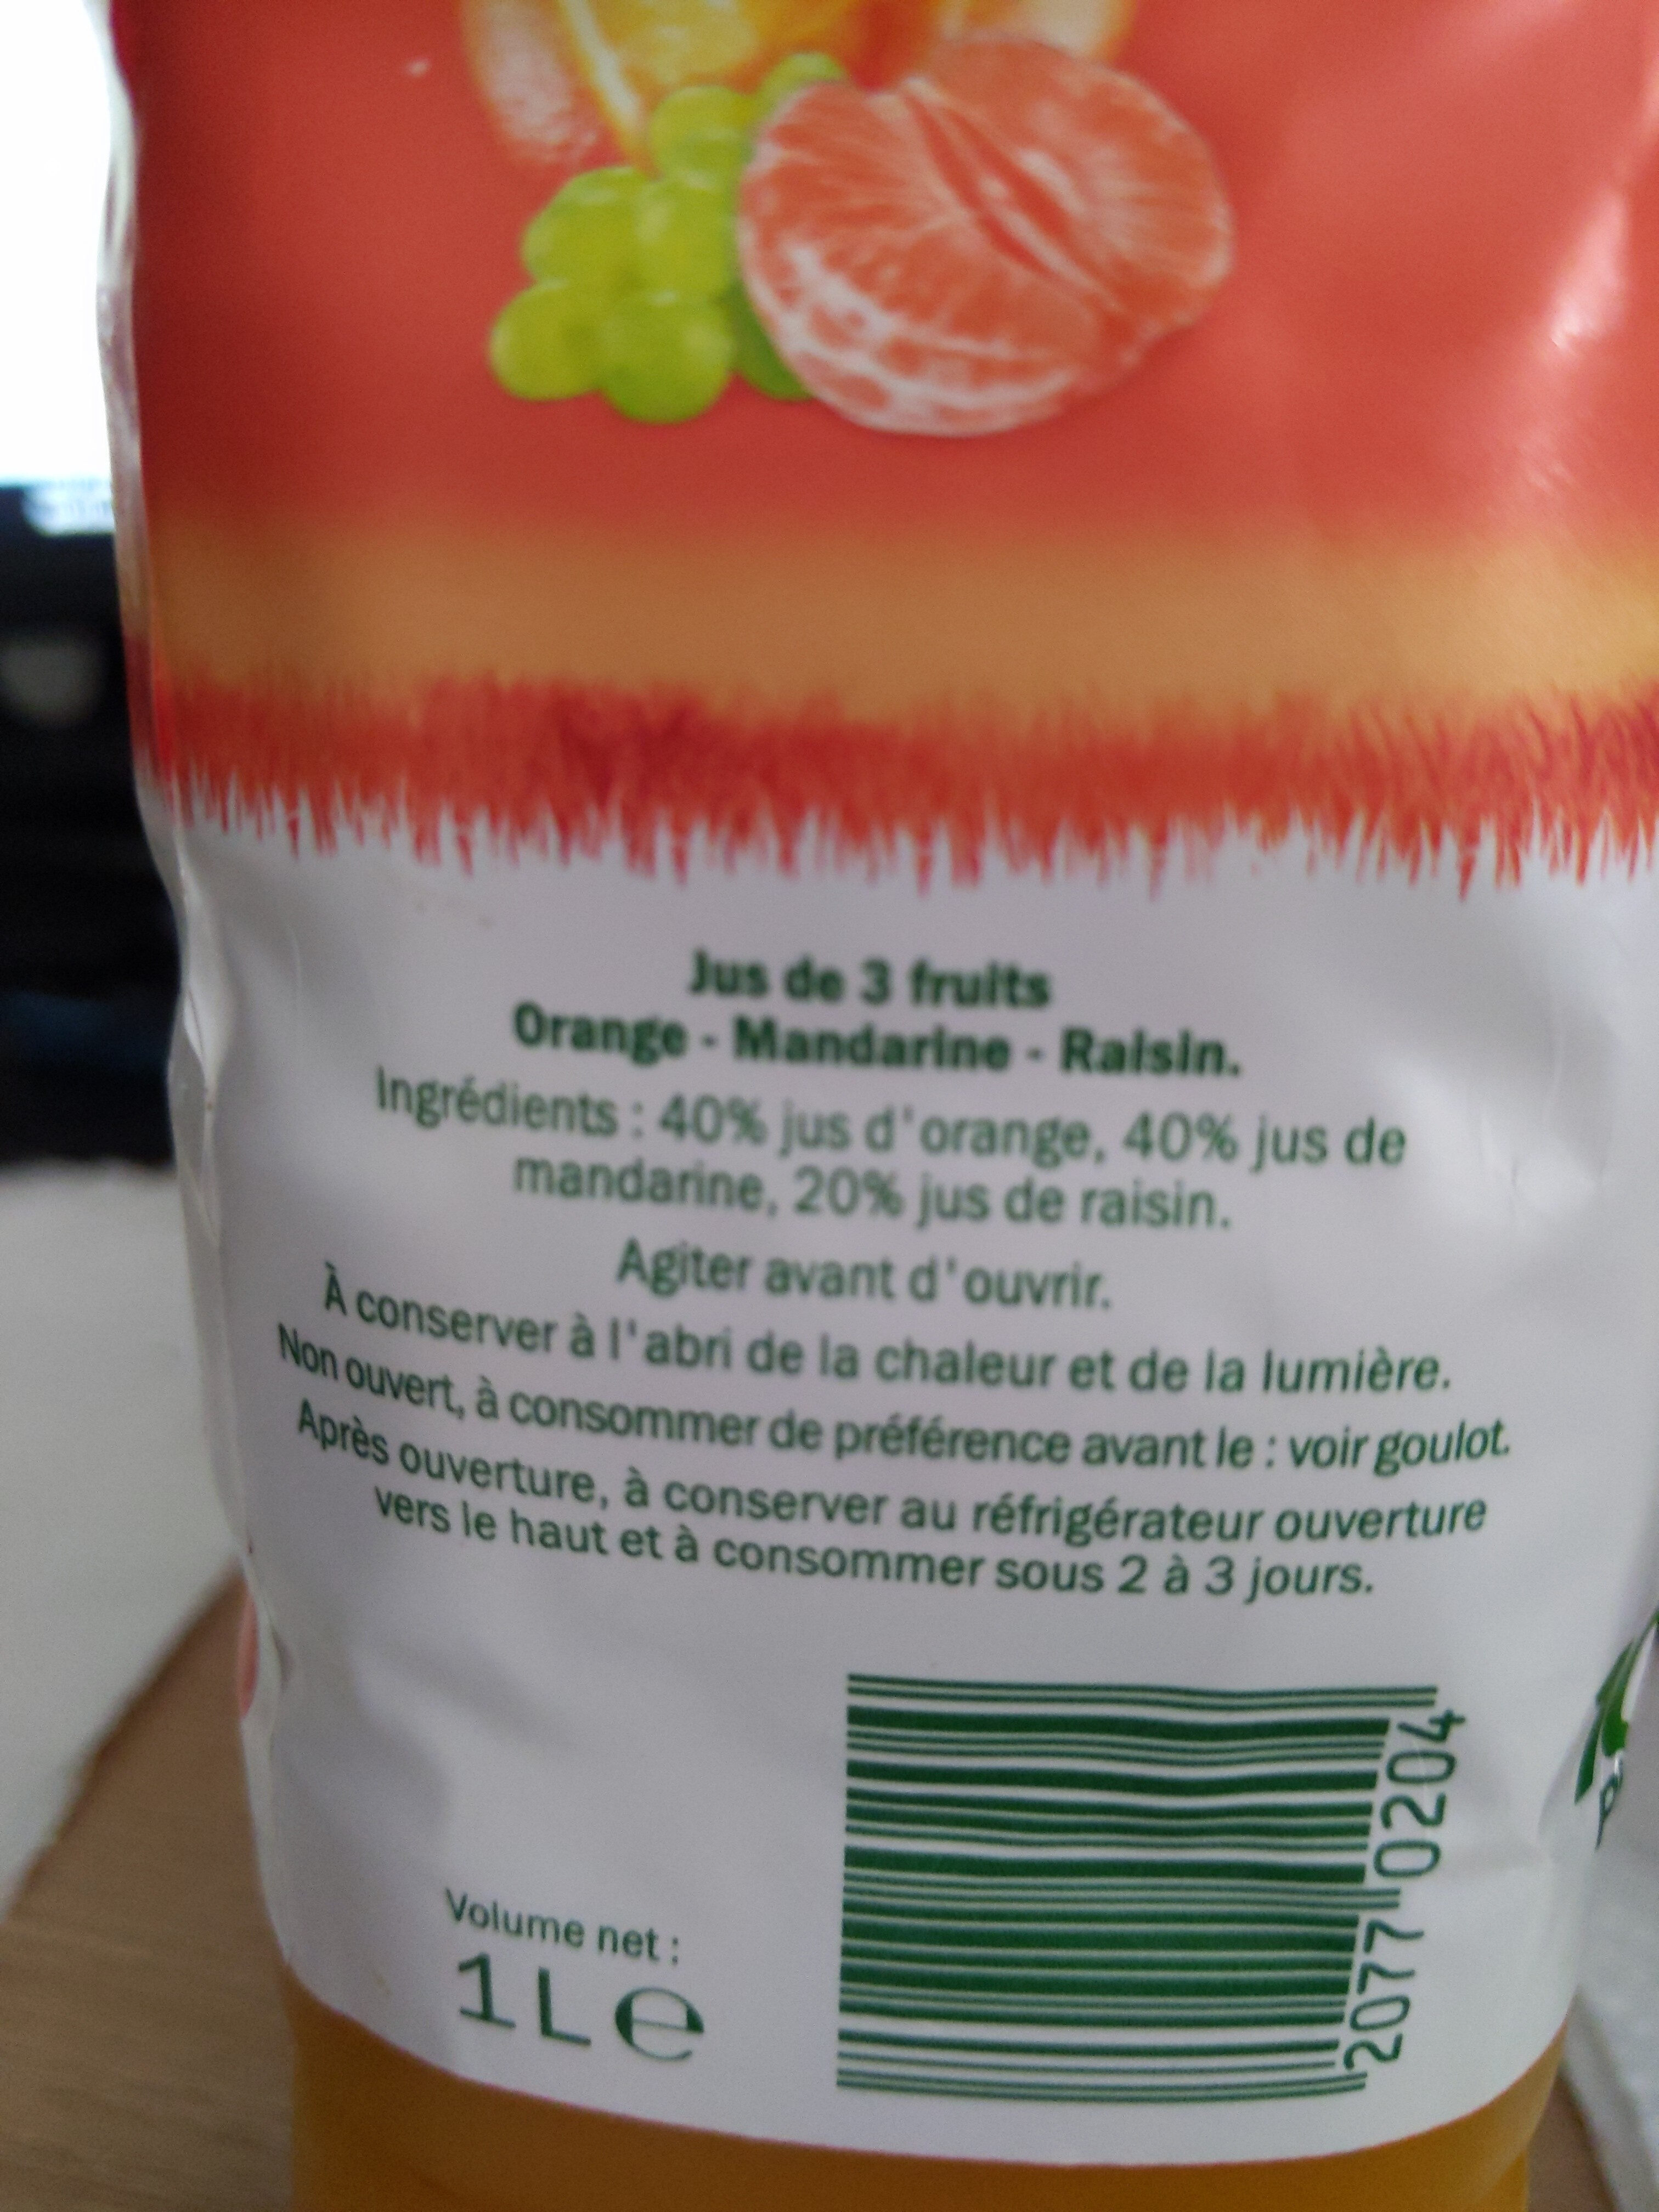 Jus de 3 fruits
Orange - Mandarine - Raisin.
Ingrédients : 40% jus d'orange, 40% jus de
mandarine, 20% jus de raisin.
Agiter avant d'ouvrir.
À conserver à l'abri de la chaleur et de la lumière.
Non ouvert, à consommer de préférence avant le : voir goulot.
Après ouverture, à conserver au réfrigérateur ouverture
vers le haut et à consommer sous 2 à 3 jours.
Volume net :
1L e
2077 0204